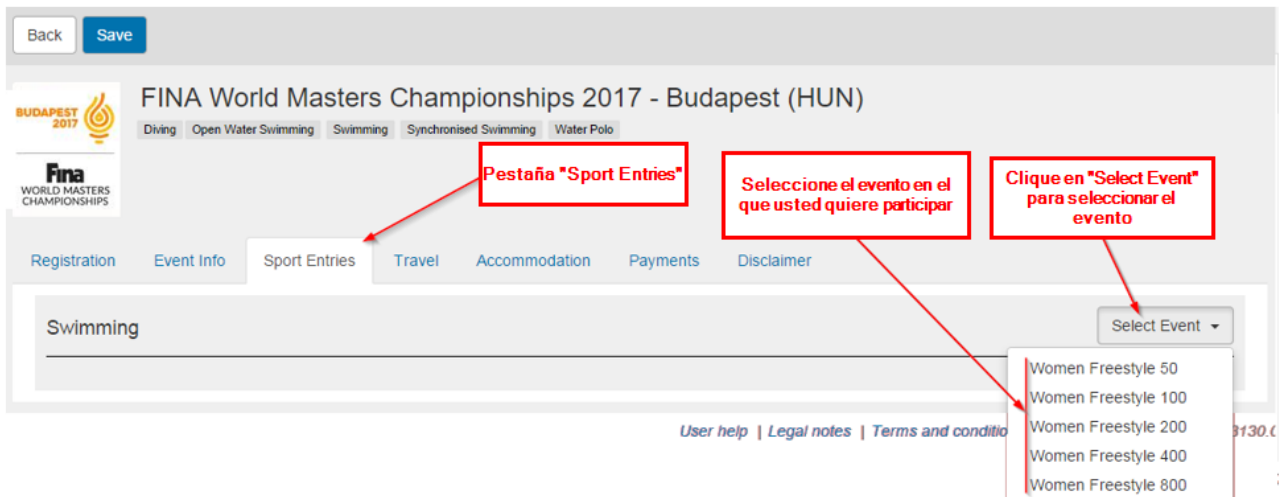 Back Save
BUDAPEST
2017
FINA World Masters Championships 2017 - Budapest (HUN)
Diving Open Water Swimming Swimming Synchronised Swimming Water Polo
Fina
WORLD MASTERS
CHAMPIONSHIPS
Pestaña "Sport Entries"
Seleccione el evento en el
que usted quiere participar
Clique en "Select Event"
para seleccionar el
evento
Registration Event Info Sport Entries Travel Accommodation Payments Disclaimer
Swimming
Select Event
Women Freestyle 50
Women Freestyle 100
Women Freestyle 200
Women Freestyle 400
Women Freestyle 800
User help | Legal notes | Terms and